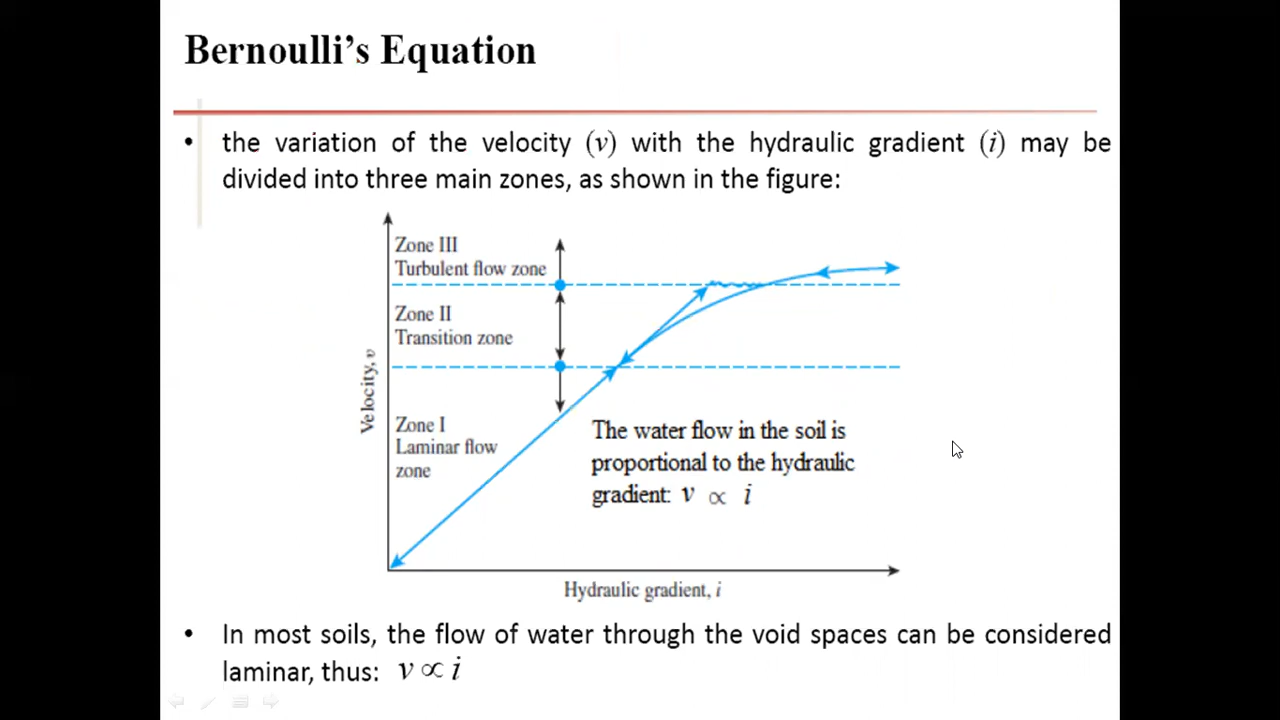 Bernoulli's Equation
• the variation of the velocity (v) with the hydraulic gradient (i) may be
divided into three main zones, as shown in the figure:
Zone III
Turbulent flow zone
Zone II
Transition zone
Velocity, v
Zone I
Laminar flow
zone
The water flow in the soil is
proportional to the hydraulic
gradient: v ∝ i
Hydraulic gradient, i
• In most soils, the flow of water through the void spaces can be considered
laminar, thus: v ∝ i